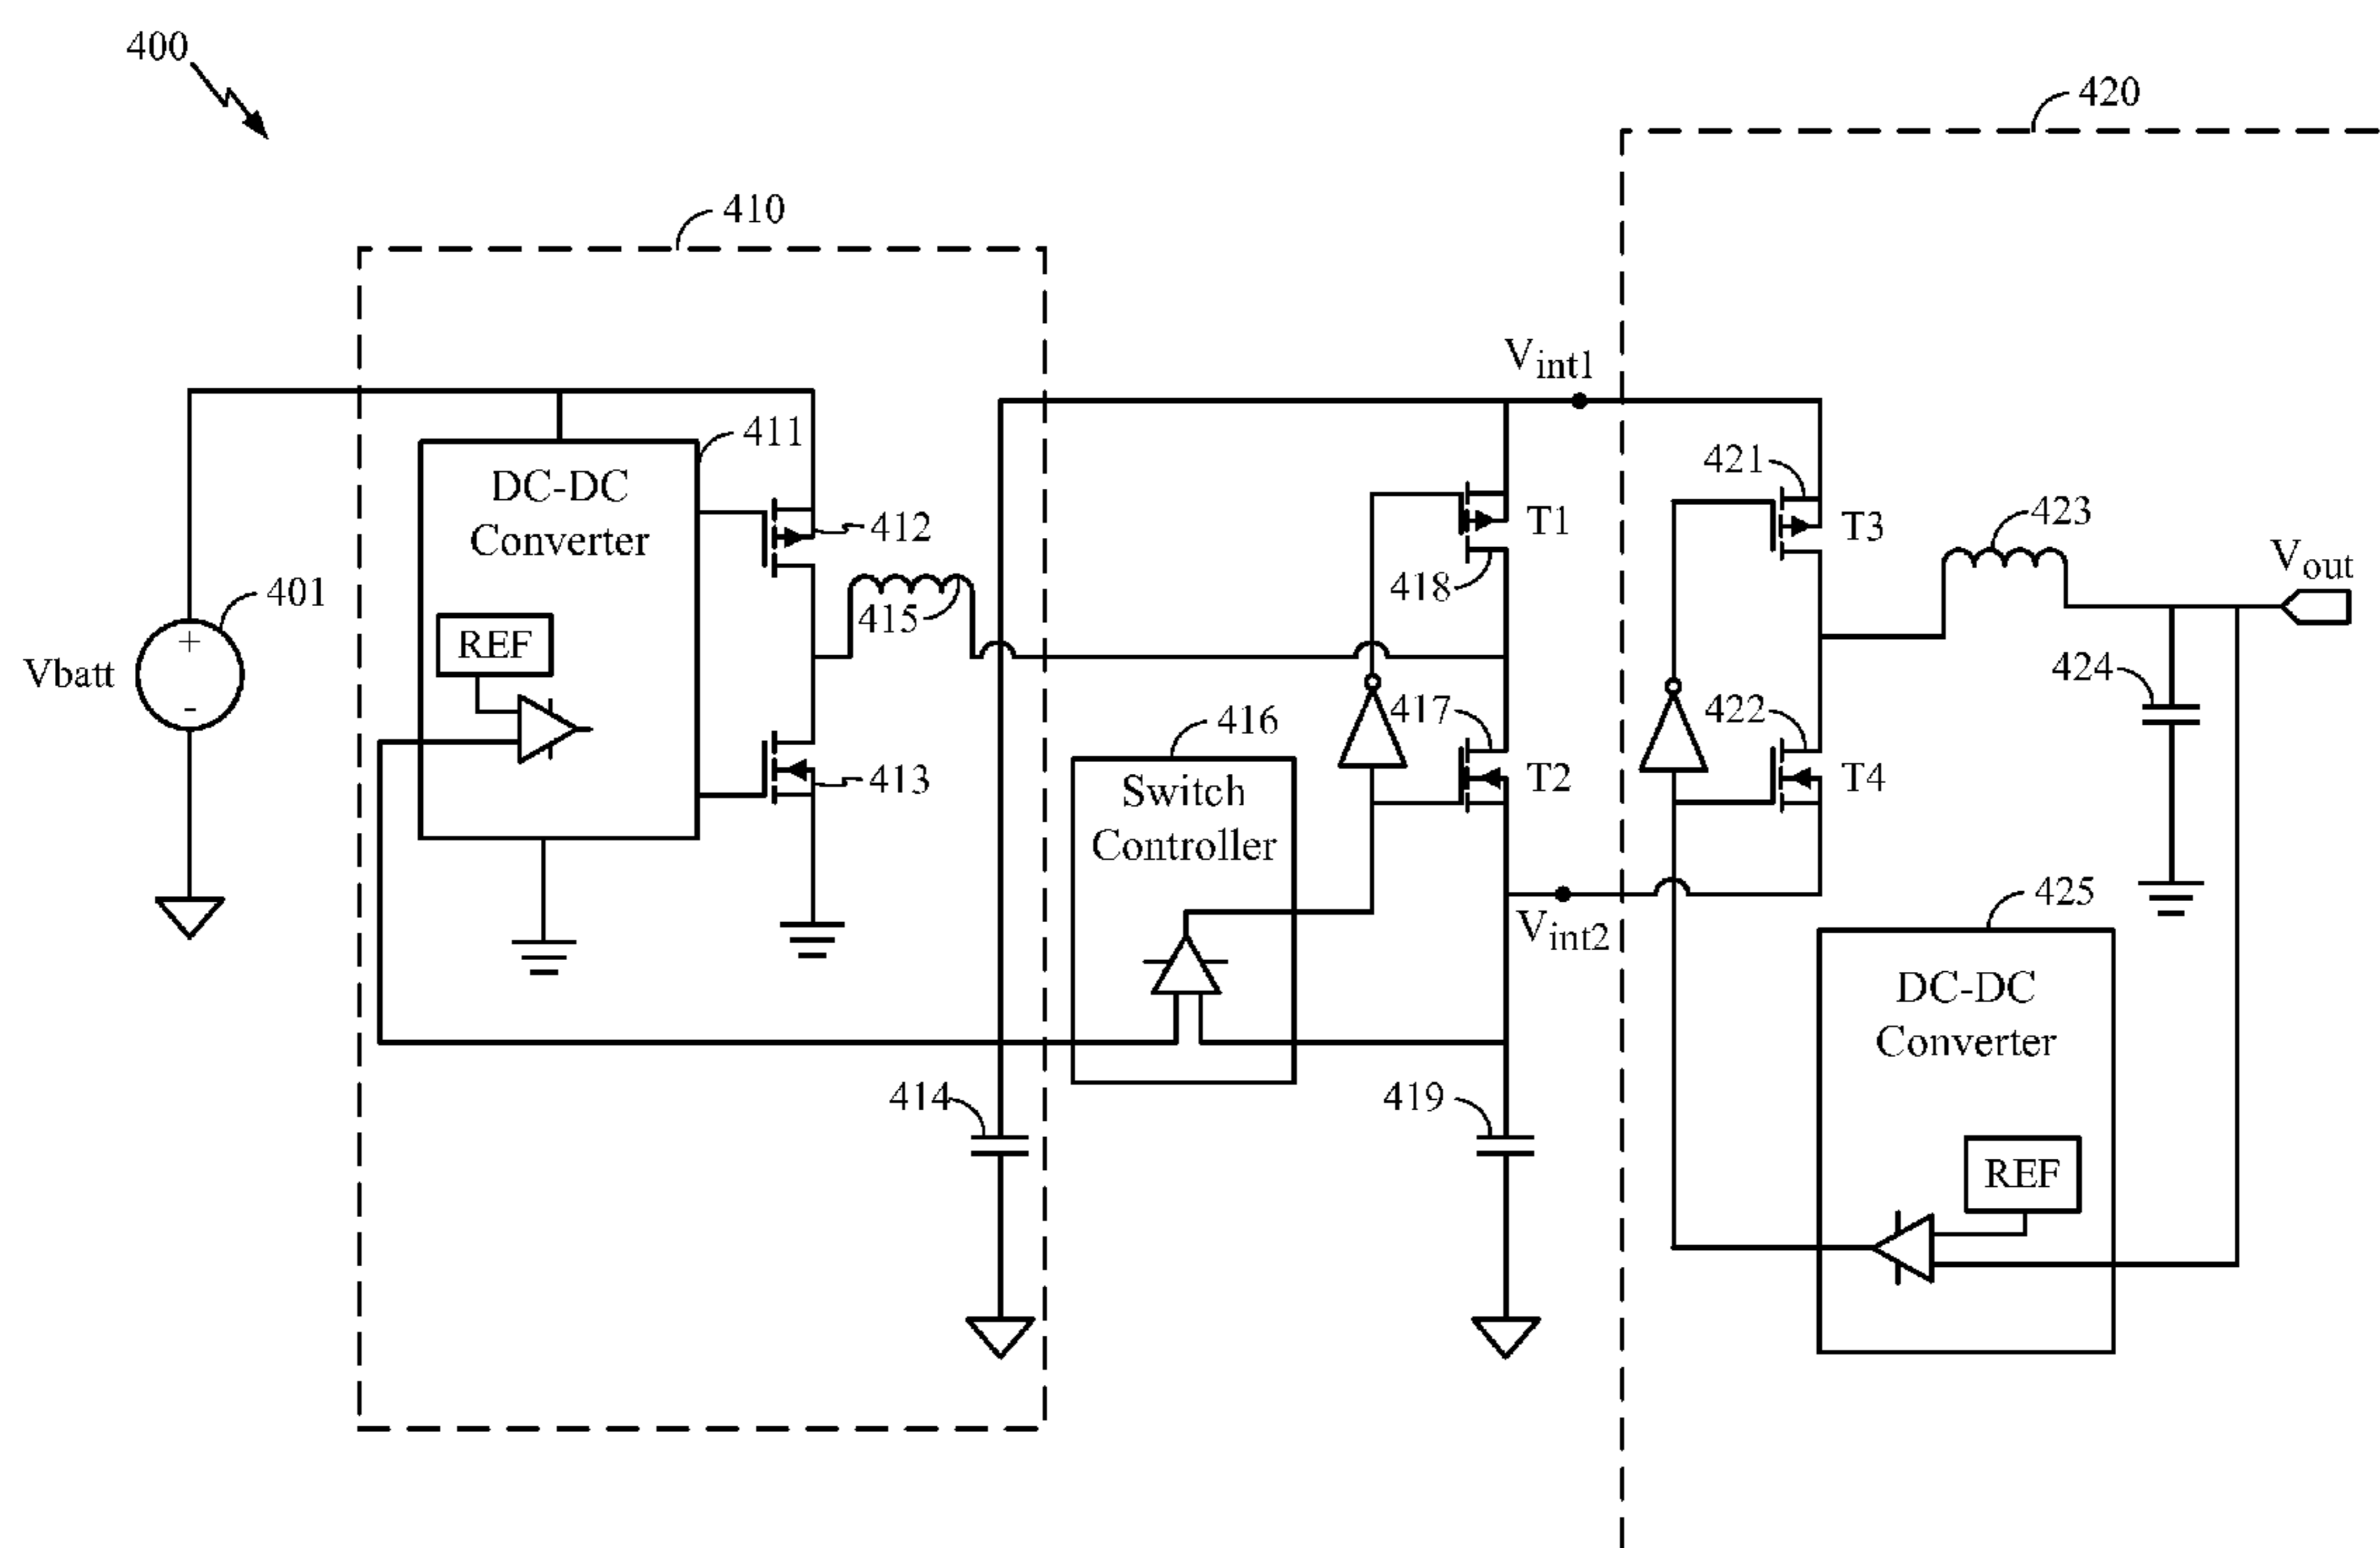 400
420
410
Vint1
411
DC-DC
Converter
421
412
T1
T3
423
Vout
401
REF
415
418
Vbatt
+
-
424
417
422
416
Switch
Controller
413
T2
T4
Vint2
425
DC-DC
Converter
414
419
REF